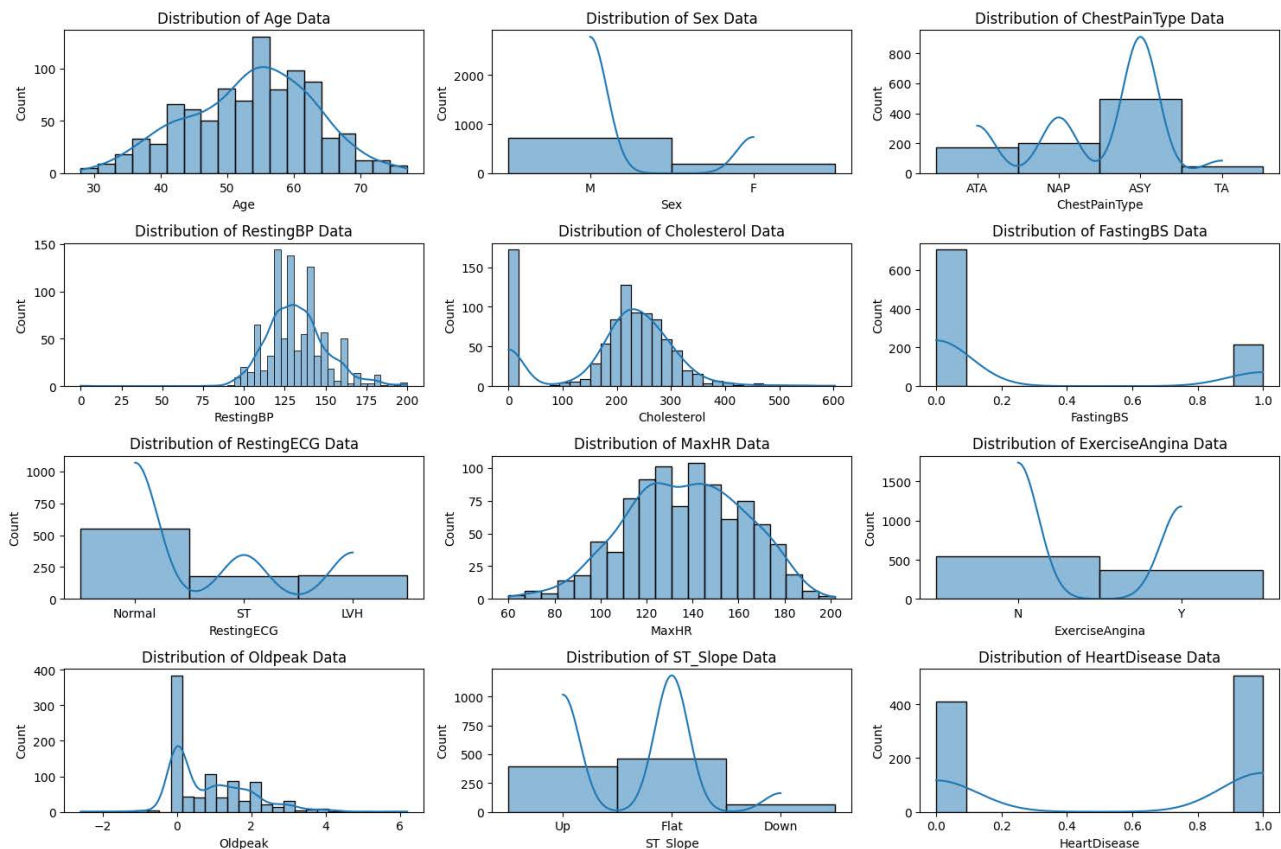 Distribution of Age Data
Distribution of Sex Data
Distribution of ChestPainType Data
Count
100
50
0
30 40 50 60 70
Age
Count
2000
1000
0
M F
Sex
Count
800
600
400
200
0
ATA NAP ASY TA
ChestPainType
Distribution of RestingBP Data
Distribution of Cholesterol Data
Distribution of FastingBS Data
Count
150
100
50
0
0 25 50 75 100 125 150 175 200
RestingBP
Count
150
100
50
0
0 100 200 300 400 500 600
Cholesterol
Count
600
400
200
0
0.0 0.2 0.4 0.6 0.8 1.0
FastingBS
Distribution of RestingECG Data
Distribution of MaxHR Data
Distribution of ExerciseAngina Data
Count
1000
750
500
250
0
Normal ST LVH
RestingECG
Count
100
75
50
25
0
60 80 100 120 140 160 180 200
MaxHR
Count
1500
1000
500
0
N Y
ExerciseAngina
Distribution of Oldpeak Data
Distribution of ST_Slope Data
Distribution of HeartDisease Data
Count
400
300
200
100
0
−2 0 2 4 6
Oldpeak
Count
1000
750
500
250
0
Up Flat Down
ST_Slope
Count
400
200
0
0.0 0.2 0.4 0.6 0.8 1.0
HeartDisease